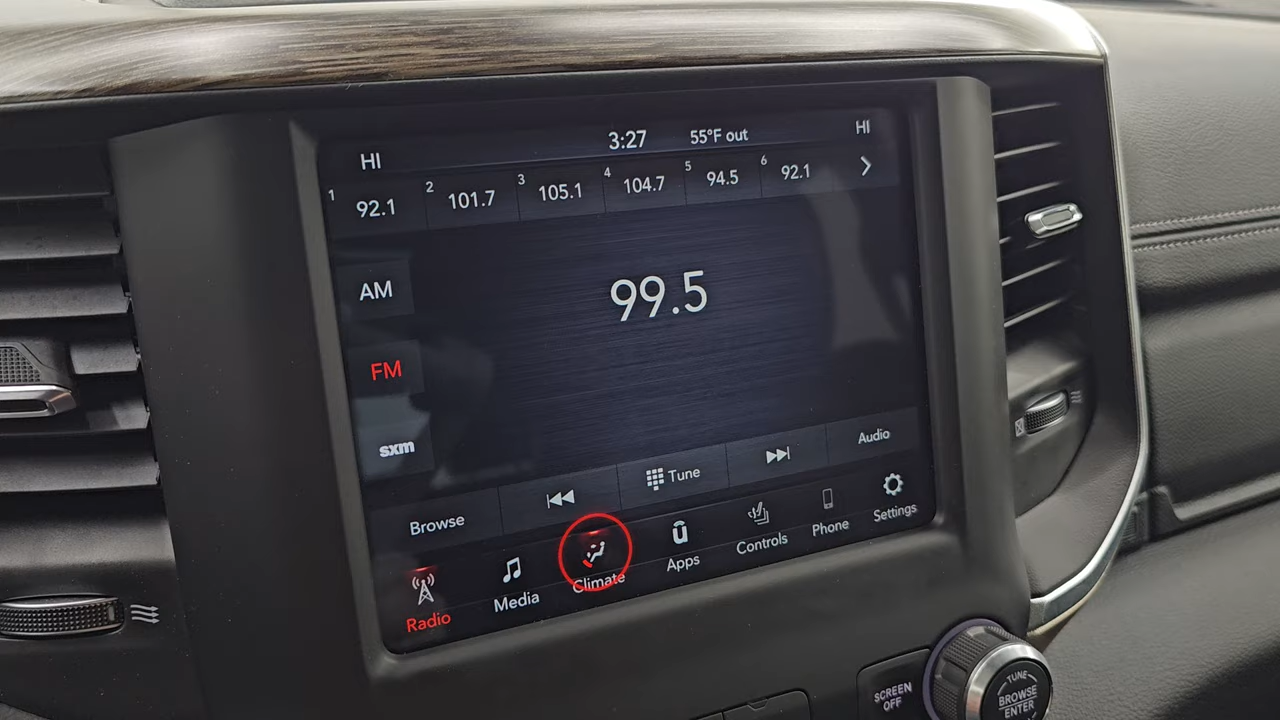 HI 3:27 55°F out HI
1 92.1 2 101.7 3 105.1 4 104.7 5 94.5 6 92.1
AM
99.5
FM
sxm
Browse Tune Audio
Radio Media Climate Apps Controls Phone Settings
SCREEN
OFF
TUNE
BROWSE
ENTER